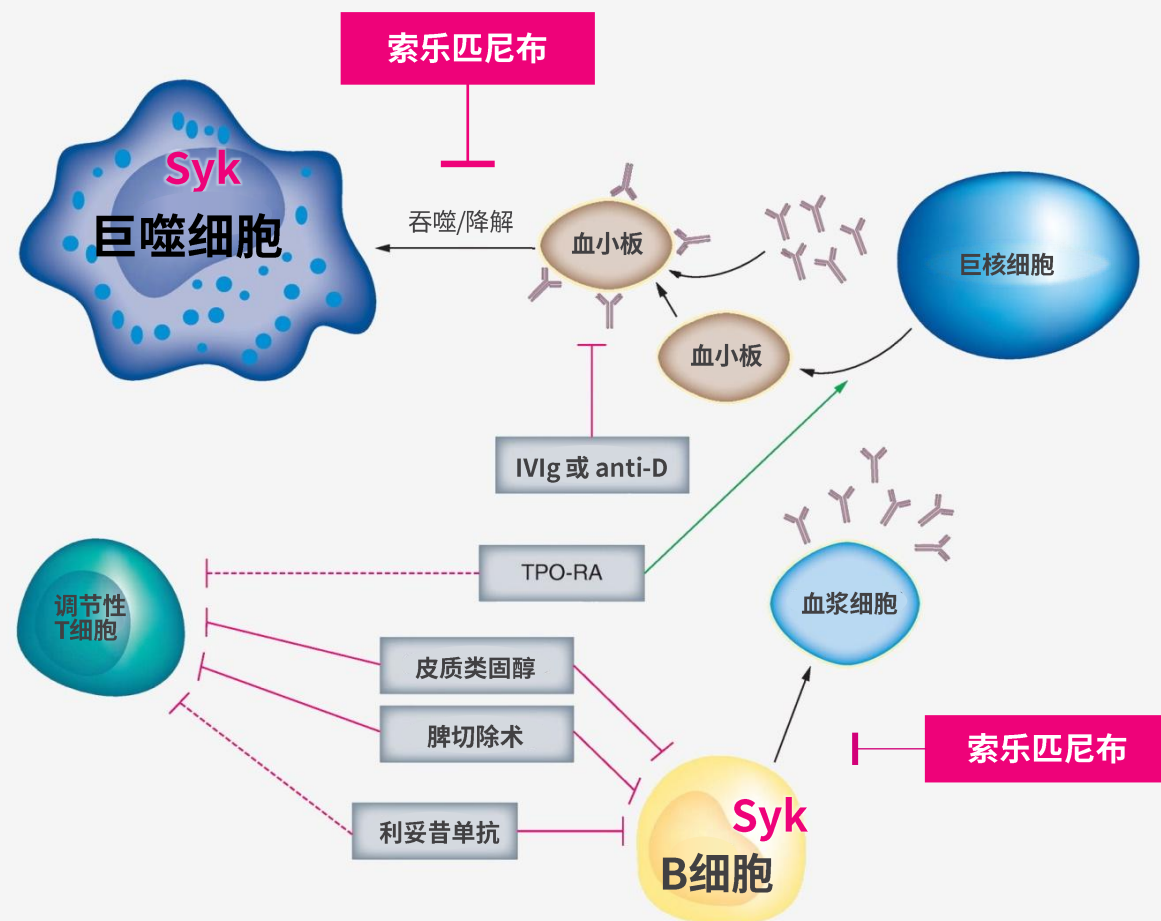 索乐匹尼布
Syk
巨噬细胞
吞噬/降解
血小板
巨核细胞
血小板
IVIg 或 anti-D
TPO-RA
调节性
T细胞
血浆细胞
皮质类固醇
脾切除术
索乐匹尼布
利妥昔单抗
Syk
B细胞